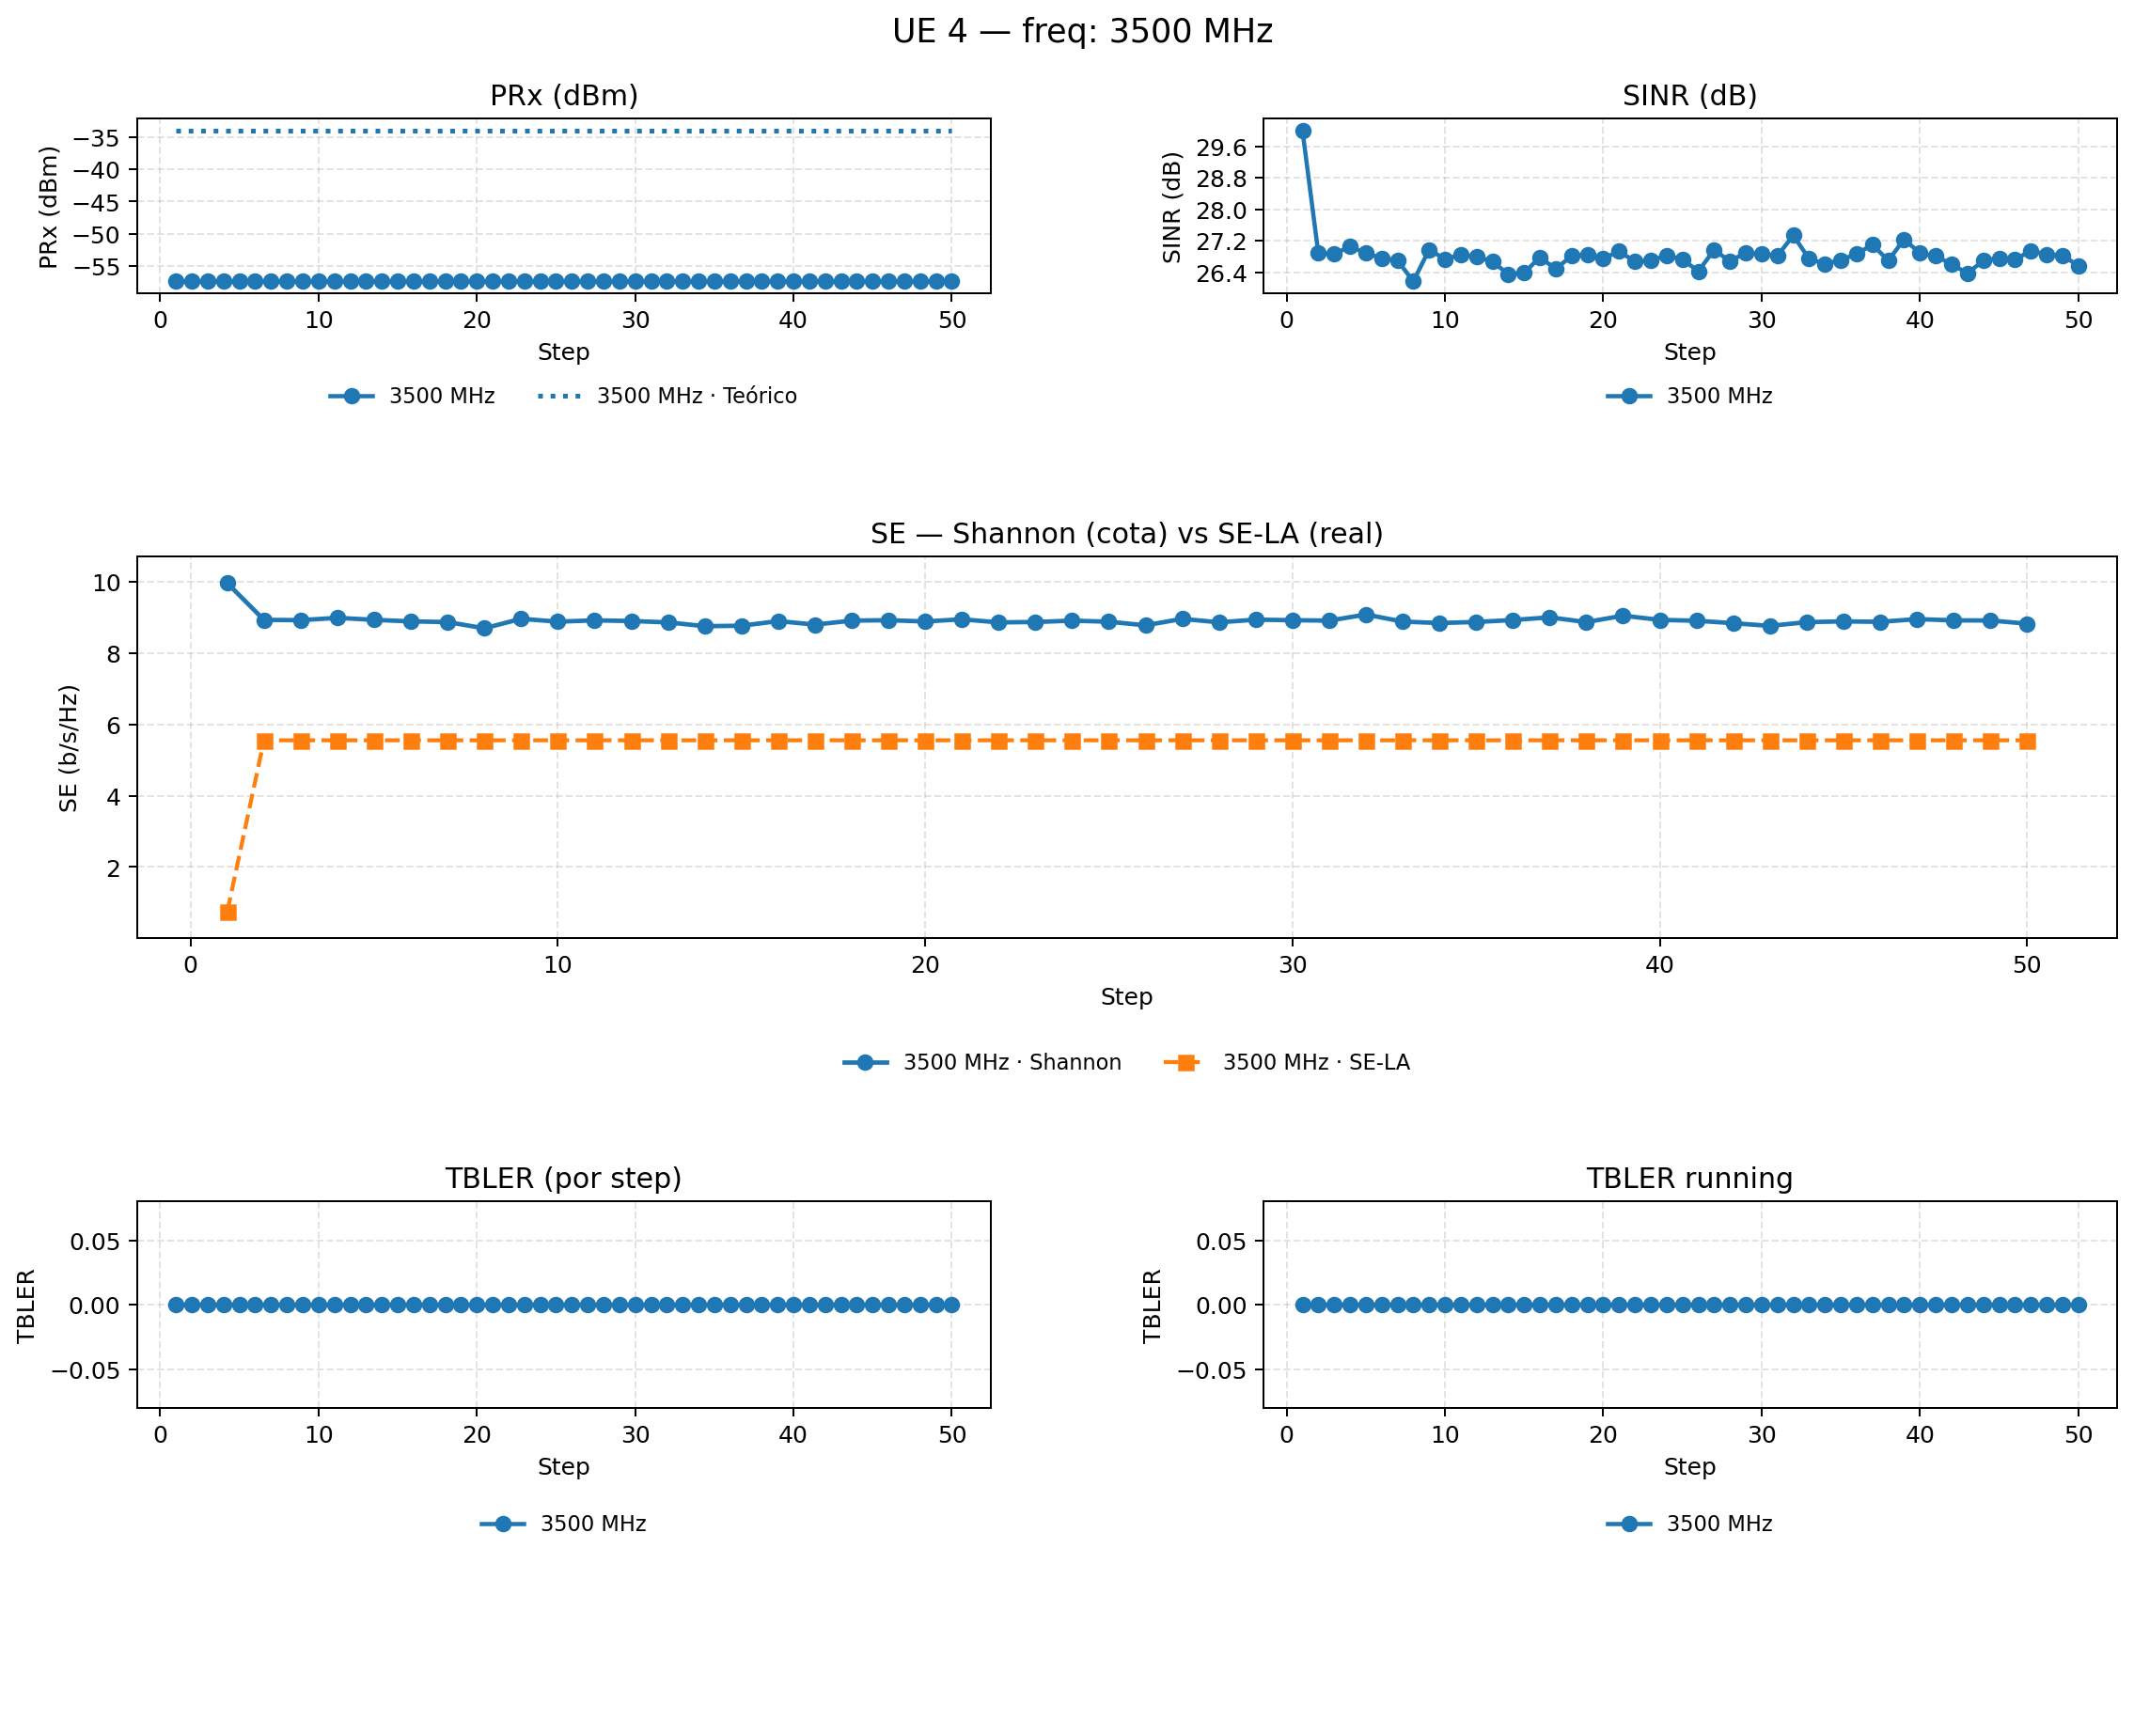 UE 4 — freq: 3500 MHz
PRx (dBm)
PRx (dBm)
−35
−40
−45
−50
−55
0 10 20 30 40 50
Step
3500 MHz 3500 MHz · Teórico
SINR (dB)
SINR (dB)
29.6
28.8
28.0
27.2
26.4
0 10 20 30 40 50
Step
3500 MHz
SE — Shannon (cota) vs SE-LA (real)
SE (b/s/Hz)
10
8
6
4
2
0 10 20 30 40 50
Step
3500 MHz · Shannon 3500 MHz · SE-LA
TBLER (por step)
TBLER
0.05
0.00
−0.05
0 10 20 30 40 50
Step
3500 MHz
TBLER running
TBLER
0.05
0.00
−0.05
0 10 20 30 40 50
Step
3500 MHz